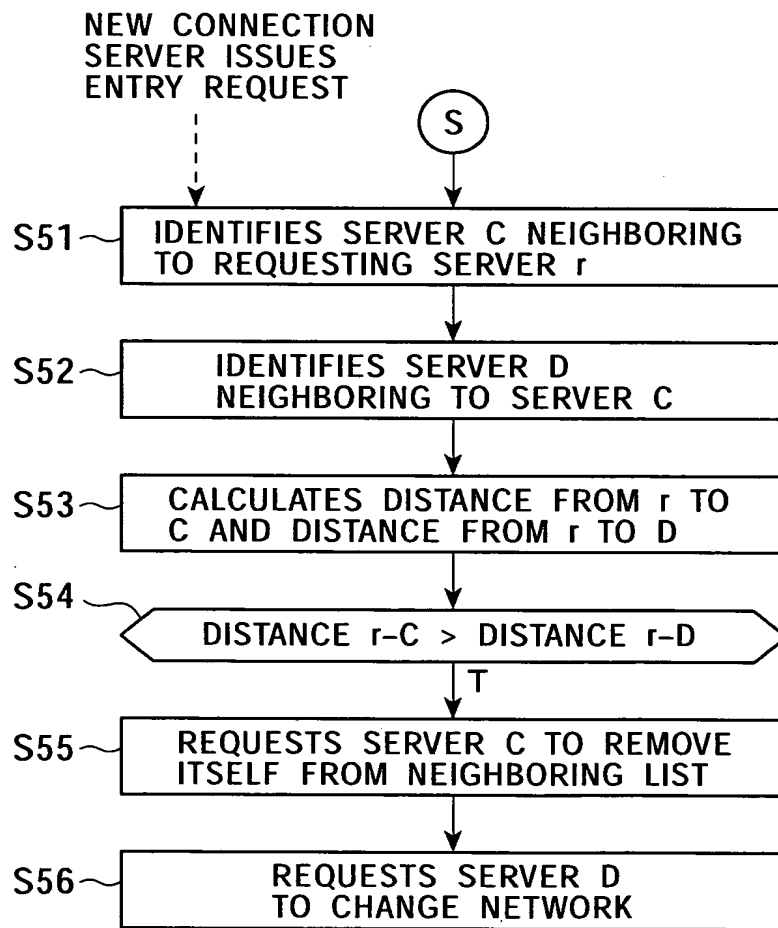 NEW CONNECTION
SERVER ISSUES
ENTRY REQUEST
S
S51
IDENTIFIES SERVER C NEIGHBORING
TO REQUESTING SERVER r
S52
IDENTIFIES SERVER D
NEIGHBORING TO SERVER C
S53
CALCULATES DISTANCE FROM r TO
C AND DISTANCE FROM r TO D
S54
DISTANCE r-C > DISTANCE r-D
T
S55
REQUESTS SERVER C TO REMOVE
ITSELF FROM NEIGHBORING LIST
S56
REQUESTS SERVER D
TO CHANGE NETWORK